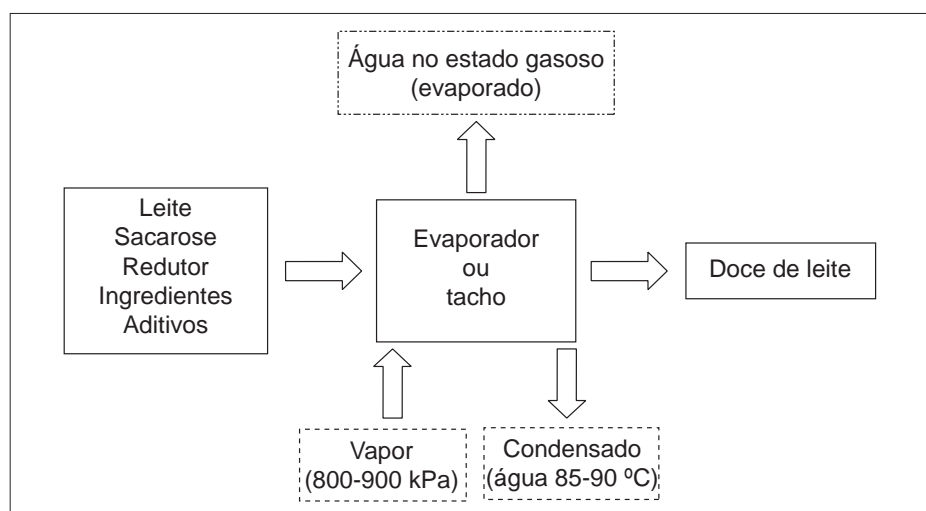 Água no estado gasoso
(evaporado)
Leite
Sacarose
Redutor
Ingredientes
Aditivos
Evaporador
ou
tacho
Doce de leite
Vapor
(800-900 kPa)
Condensado
(água 85-90 ºC)